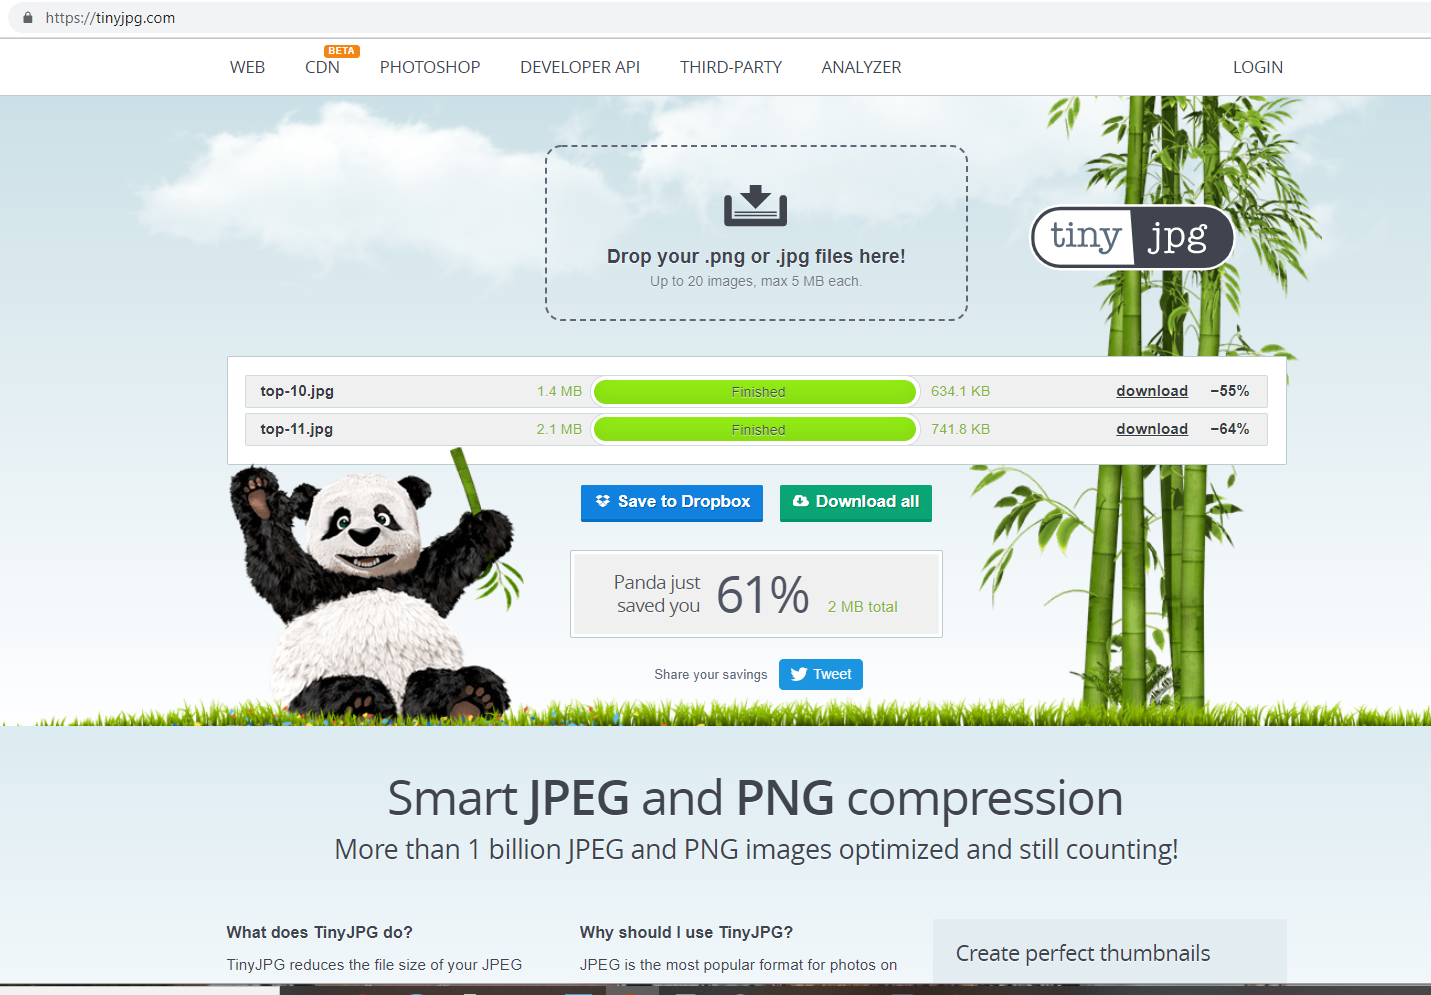 https://tinyjpg.com
BETA
WEB CDN PHOTOSHOP DEVELOPER API THIRD-PARTY ANALYZER LOGIN
Drop your .png or .jpg files here!
Up to 20 images, max 5 MB each.
tiny jpg
top-10.jpg 1.4 MB Finished 634.1 KB download −55%
top-11.jpg 2.1 MB Finished 741.8 KB download −64%
Save to Dropbox Download all
Panda just
saved you 61% 2 MB total
Share your savings Tweet
Smart JPEG and PNG compression
More than 1 billion JPEG and PNG images optimized and still counting!
What does TinyJPG do?
TinyJPG reduces the file size of your JPEG
Why should I use TinyJPG?
JPEG is the most popular format for photos on
Create perfect thumbnails